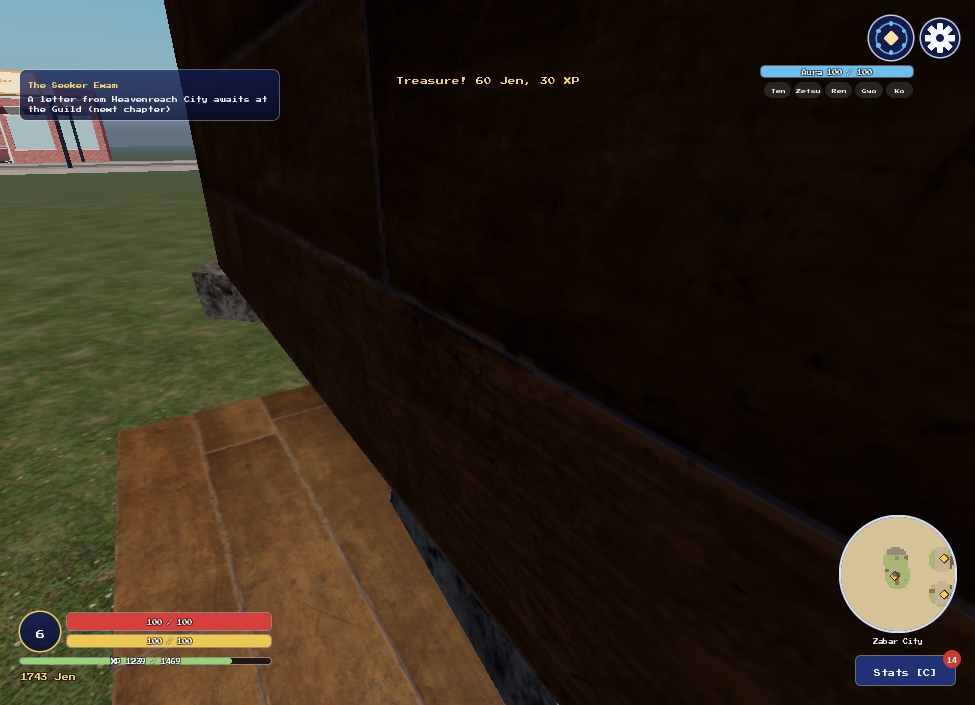 The Seeker Exam
A letter from Heavenreach City awaits at
the Guild (next chapter)
Treasure! 60 Jen, 30 XP
Aura 100 / 100
Ten Zetsu Ren Gyo Ko
6
100 / 100
100 / 100
XP 1239 / 1469
1743 Jen
Zabar City
14
Stats [C]